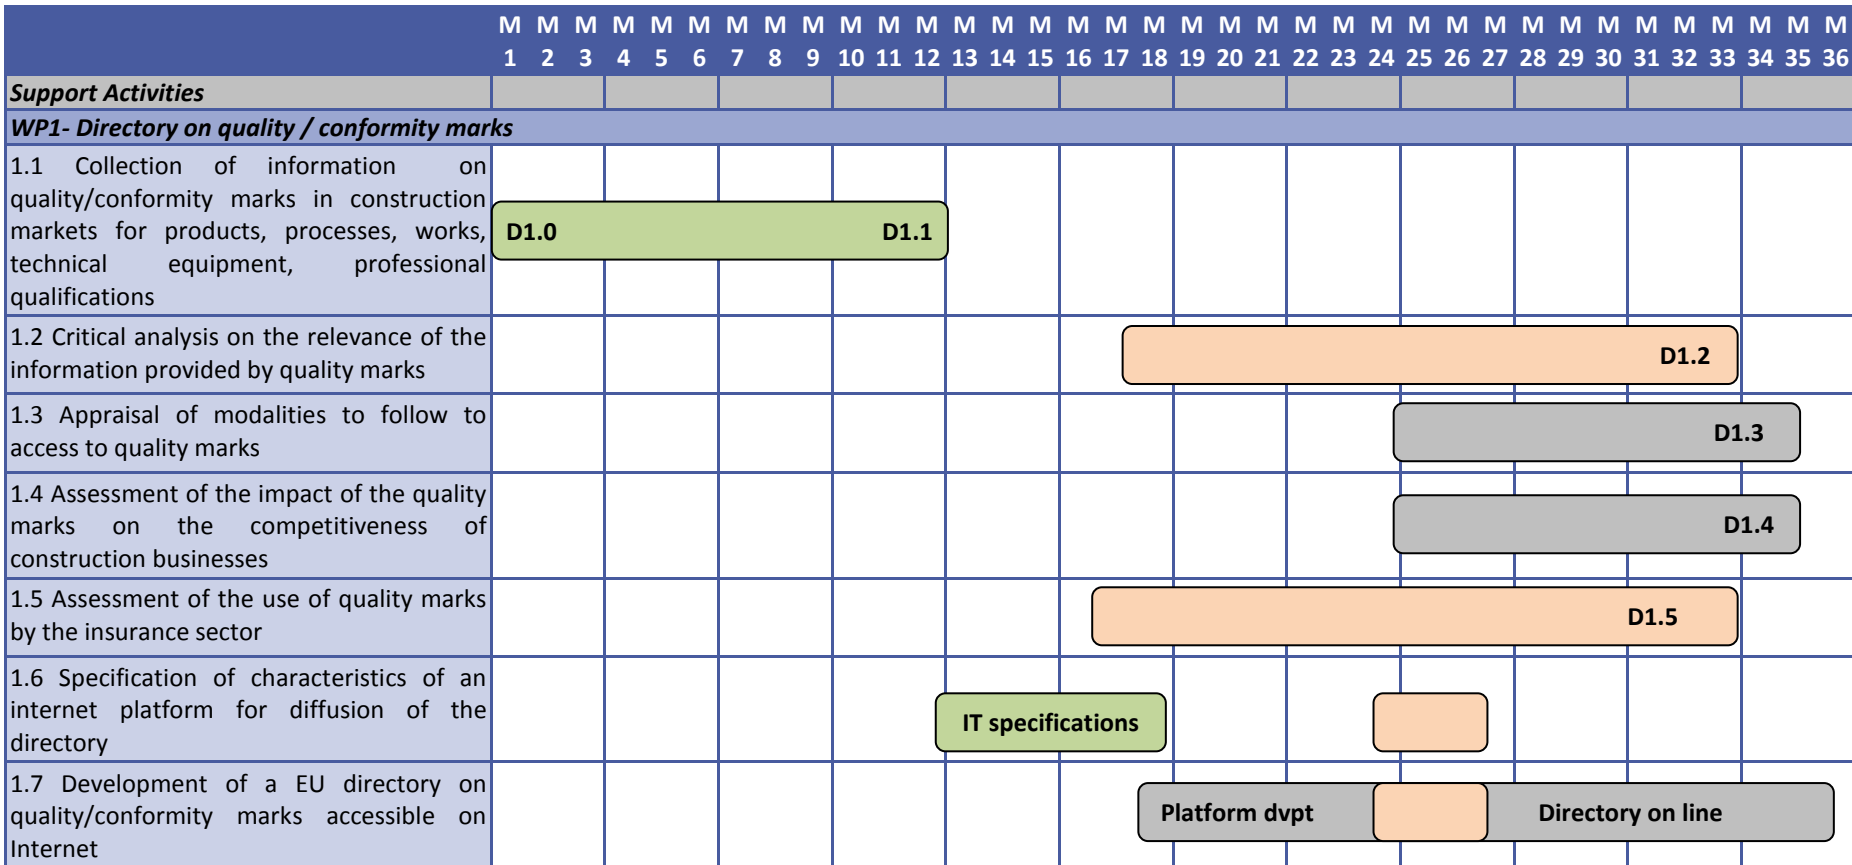 M M M M M M M M M M M M M M M M M M M M M M M M M M M M M M M M M M M M
1 2 3 4 5 6 7 8 9 10 11 12 13 14 15 16 17 18 19 20 21 22 23 24 25 26 27 28 29 30 31 32 33 34 35 36
Support Activities
WP1- Directory on quality / conformity marks
1.1 Collection of information on
quality/conformity marks in construction
markets for products, processes, works,
technical equipment, professional
qualifications
D1.0 D1.1
1.2 Critical analysis on the relevance of the
information provided by quality marks
D1.2
1.3 Appraisal of modalities to follow to
access to quality marks
D1.3
1.4 Assessment of the impact of the quality
marks on the competitiveness of
construction businesses
D1.4
1.5 Assessment of the use of quality marks
by the insurance sector
D1.5
1.6 Specification of characteristics of an
internet platform for diffusion of the
directory
IT specifications
1.7 Development of a EU directory on
quality/conformity marks accessible on
Internet
Platform dvpt Directory on line